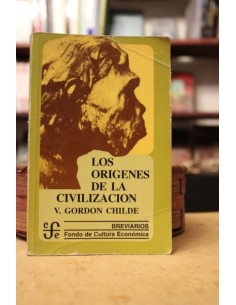 LOS
ORIGENES
DE LA
CIVILIZACION
V. GORDON CHILDE
BREVIARIOS
Fondo de Cultura Económica